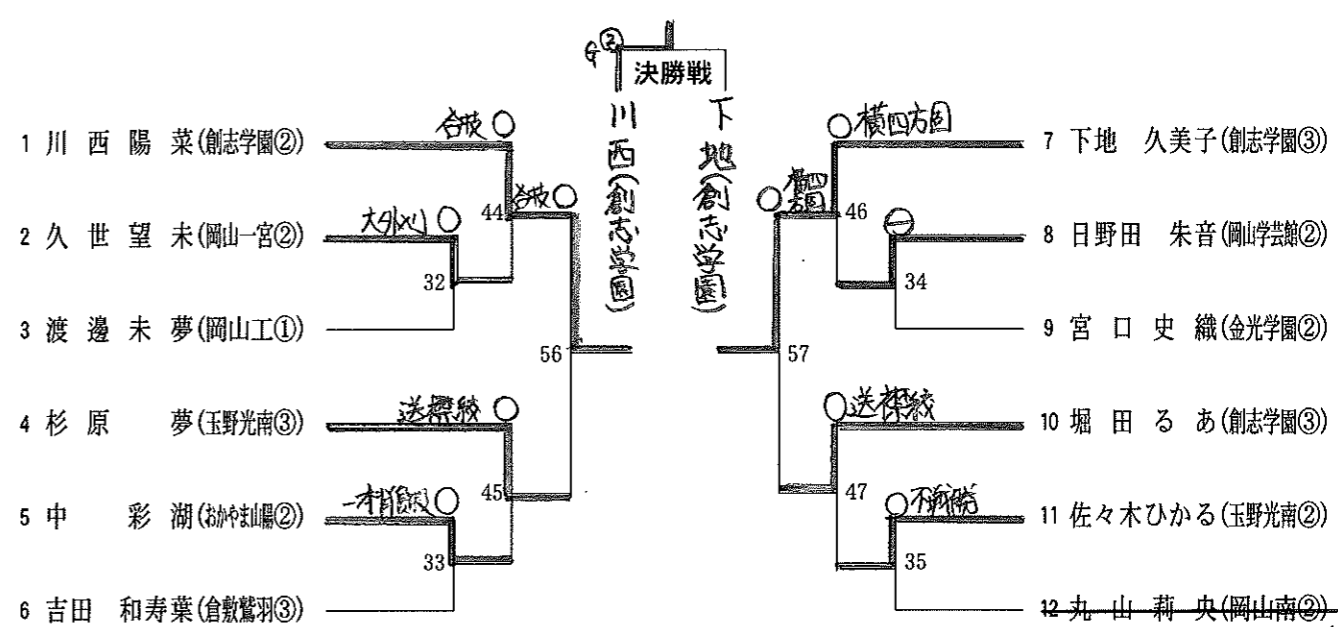 G②
決勝戦
川西(創志学園)
下地(創志学園)
1 川西陽菜(創志学園②)
合技 ○
○ 横四方固
7 下地 久美子(創志学園③)
44
合技 ○
○ 横四方固
46
2 久世望未(岡山一宮②)
大外刈 ○
8 日野田 朱音(岡山学芸館②)
32
34
3 渡邊未夢(岡山工①)
9 宮口史織(金光学園②)
56
57
4 杉原 夢(玉野光南③)
送襟絞 ○
○ 送襟絞
10 堀田るあ(創志学園③)
45
47
5 中 彩湖(おかやま山陽②)
一本背負投 ○
○ 不戦勝
11 佐々木ひかる(玉野光南②)
33
35
6 吉田 和寿葉(倉敷鷲羽③)
12 丸山莉央(岡山南②)